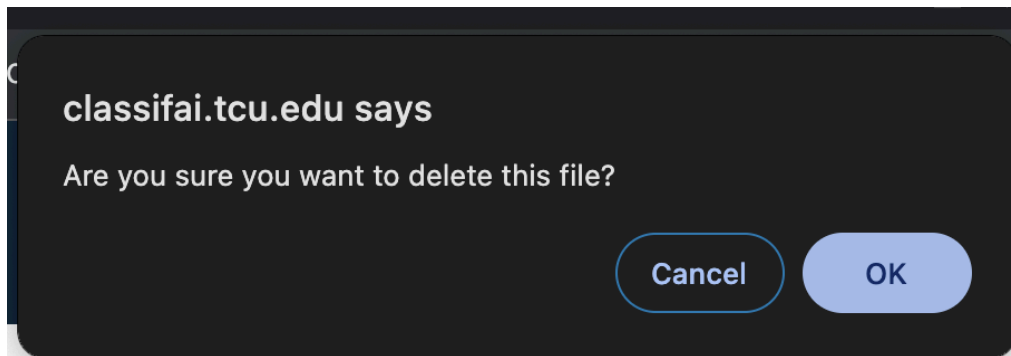 classifai.tcu.edu says
Are you sure you want to delete this file?
Cancel
OK